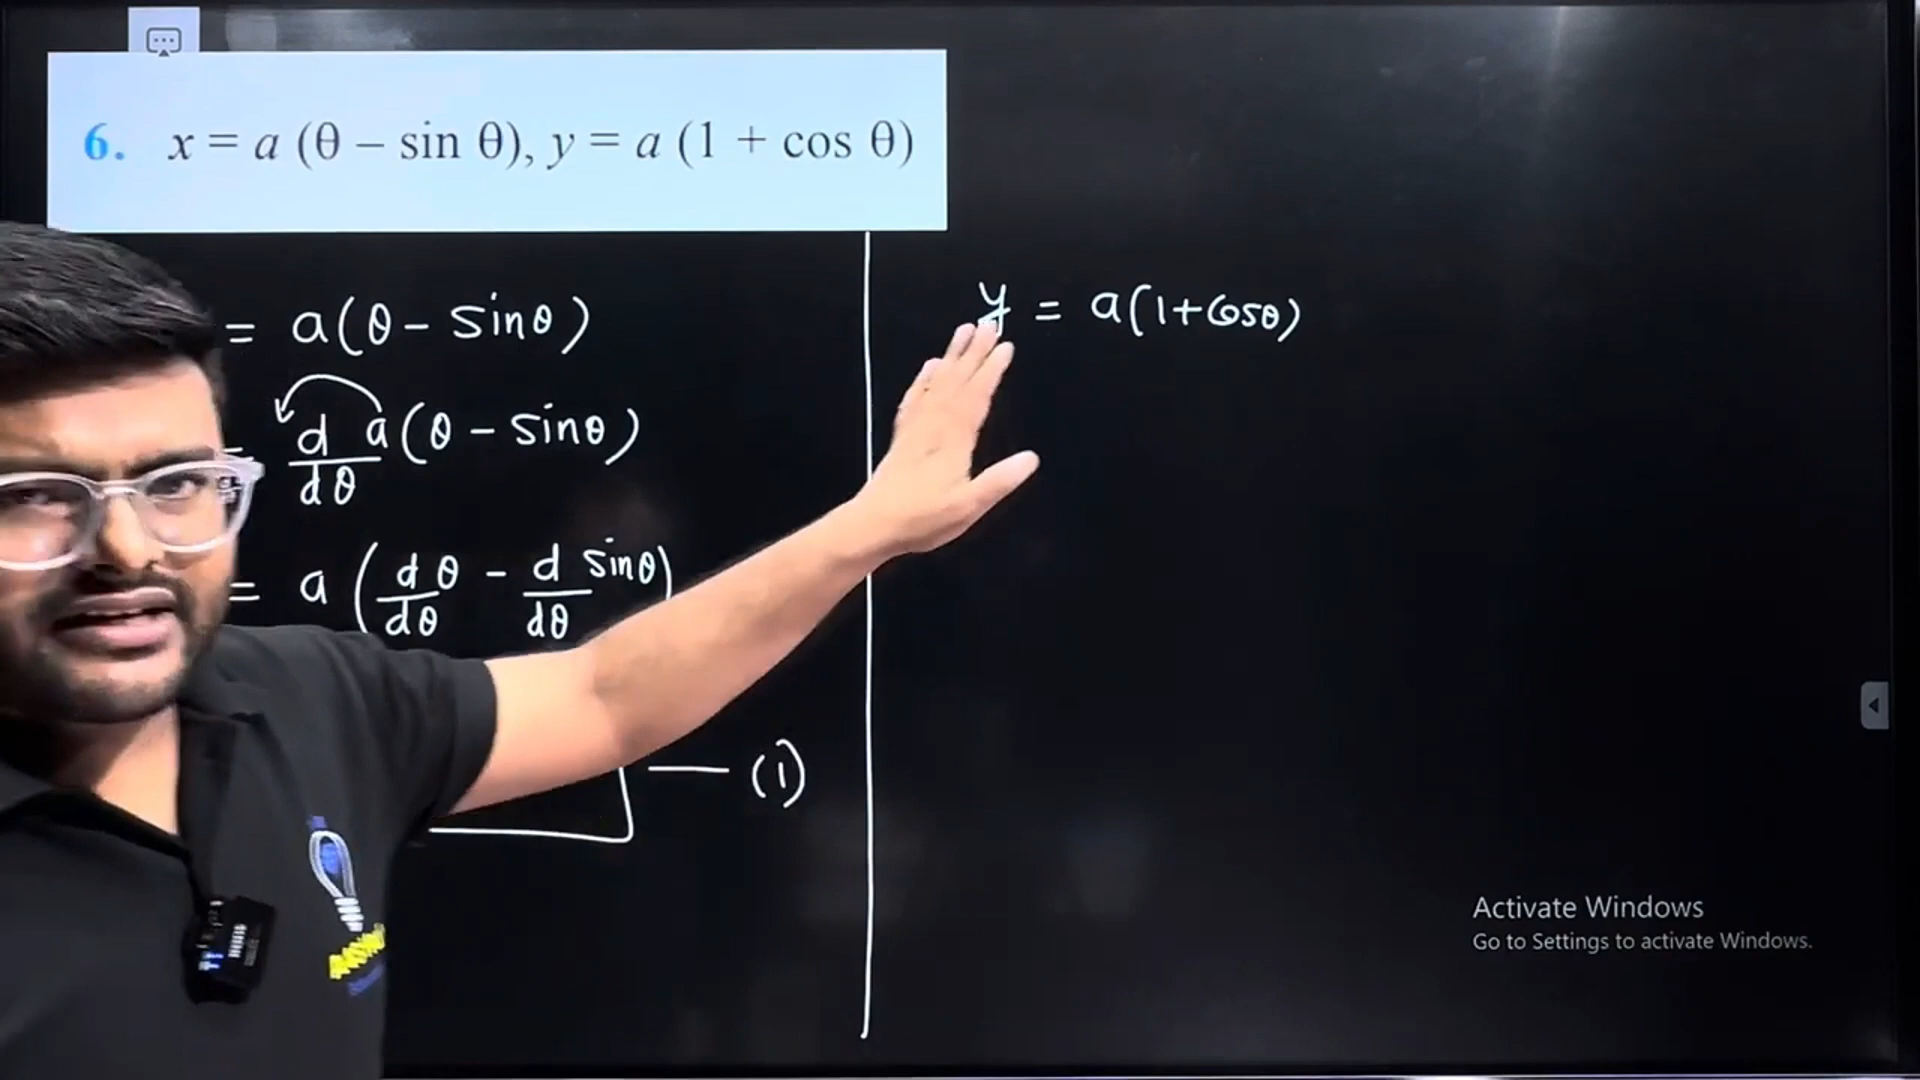 6. x = a (θ – sin θ), y = a (1 + cos θ)
= a(θ - sinθ)
= d/dθ a(θ - sinθ)
= a (d/dθ θ - d/dθ sinθ)
— (1)
y = a(1+cosθ)
Activate Windows
Go to Settings to activate Windows.